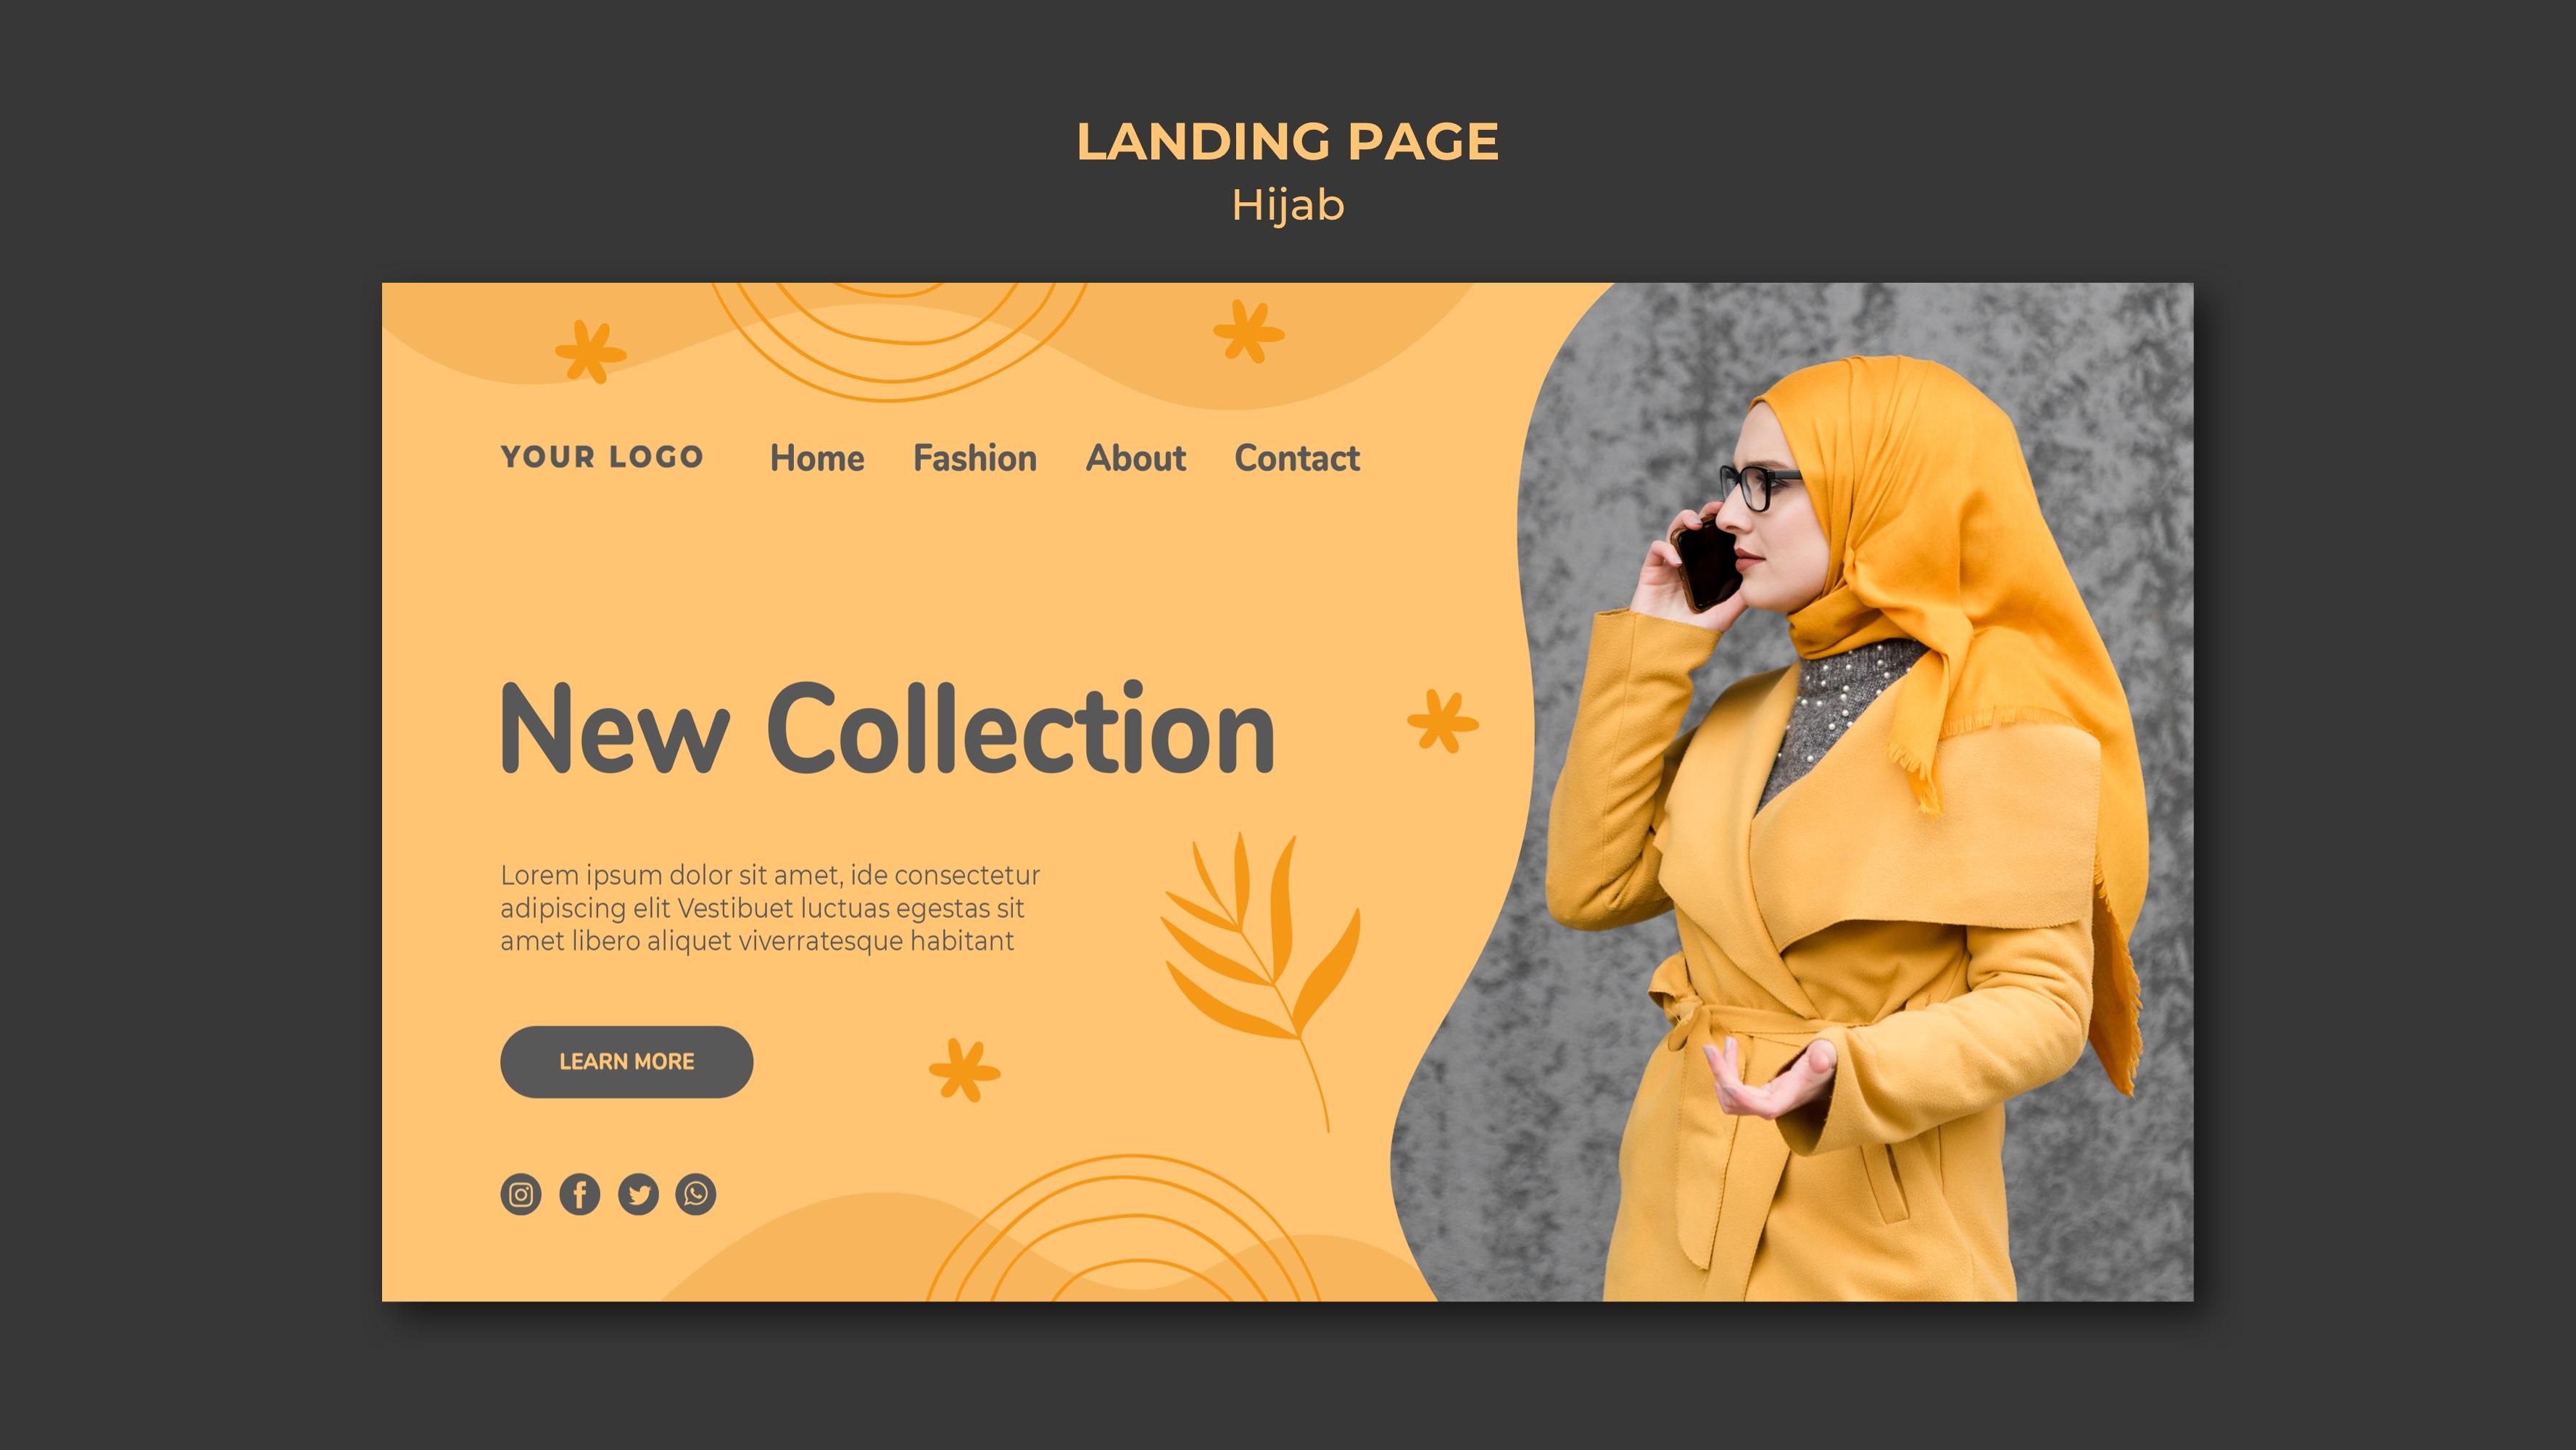 LANDING PAGE
Hijab
YOUR LOGO Home Fashion About Contact
New Collection
Lorem ipsum dolor sit amet, ide consectetur
adipiscing elit Vestibuet luctuas egestas sit
amet libero aliquet viverratesque habitant
LEARN MORE